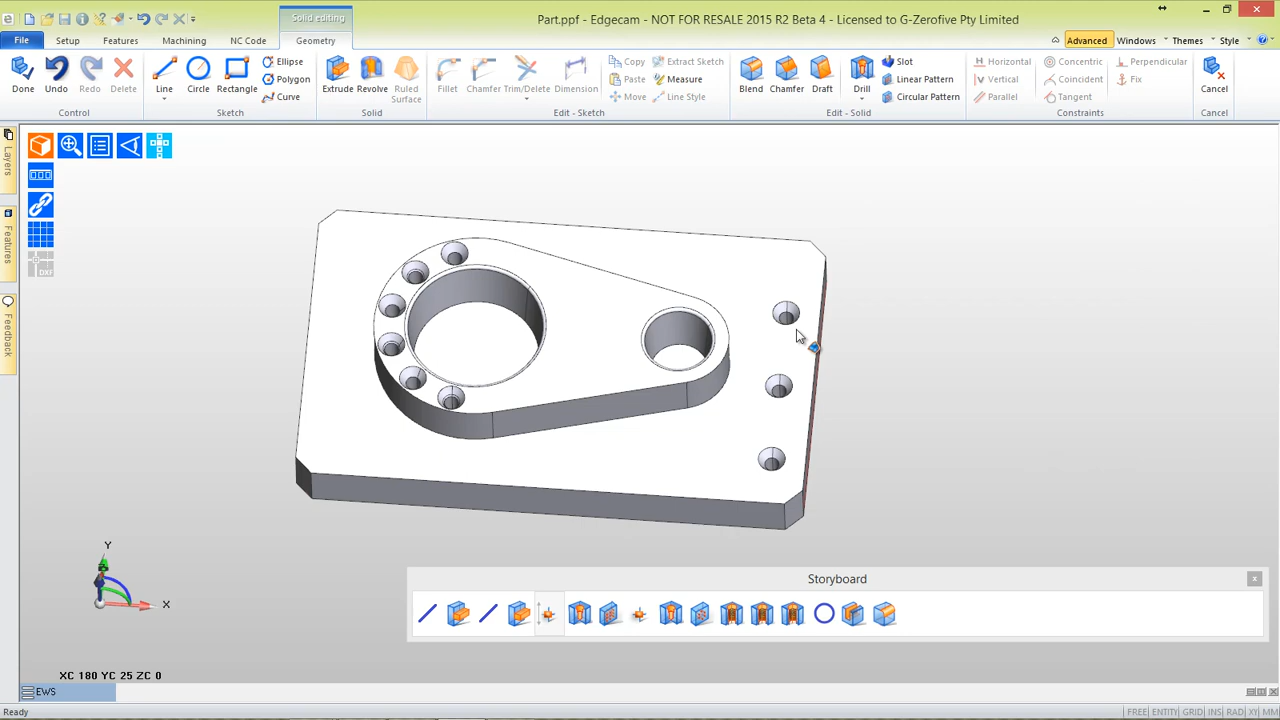 Solid editing
Part.ppf - Edgecam - NOT FOR RESALE 2015 R2 Beta 4 - Licensed to G-Zerofive Pty Limited
File Setup Features Machining NC Code Geometry Advanced Windows Themes Style
Done Undo Redo Delete
Control
Line Circle Rectangle Ellipse Polygon Curve
Sketch
Extrude Revolve Ruled Surface
Solid
Fillet Chamfer Trim/Delete Dimension Copy Paste Move Extract Sketch Measure Line Style
Edit - Sketch
Blend Chamfer Draft Drill Slot Linear Pattern Circular Pattern
Edit - Solid
Horizontal Vertical Parallel Concentric Coincident Tangent Perpendicular Fix
Constraints
Cancel
Cancel
Layers
Features
Feedback
DXF
Y
X
Storyboard
XC 180 YC 25 ZC 0
EWS
Ready
FREE ENTITY GRID INS RAD XY MM